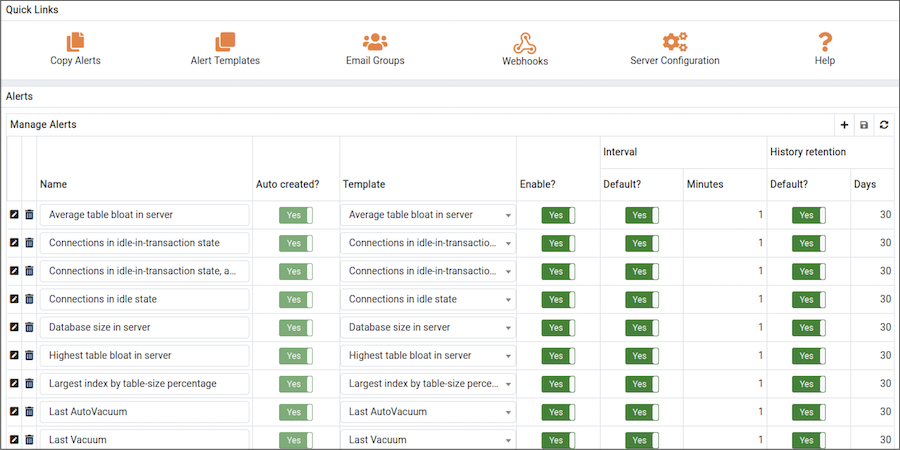 Quick Links
Copy Alerts Alert Templates Email Groups Webhooks Server Configuration Help
Alerts
Manage Alerts
Interval History retention
Name Auto created? Template Enable? Default? Minutes Default? Days
Average table bloat in server Yes Average table bloat in server Yes Yes 1 Yes 30
Connections in idle-in-transaction state Yes Connections in idle-in-transactio... Yes Yes 1 Yes 30
Connections in idle-in-transaction state, a... Yes Connections in idle-in-transactio... Yes Yes 1 Yes 30
Connections in idle state Yes Connections in idle state Yes Yes 1 Yes 30
Database size in server Yes Database size in server Yes Yes 1 Yes 30
Highest table bloat in server Yes Highest table bloat in server Yes Yes 1 Yes 30
Largest index by table-size percentage Yes Largest index by table-size perce... Yes Yes 1 Yes 30
Last AutoVacuum Yes Last AutoVacuum Yes Yes 1 Yes 30
Last Vacuum Yes Last Vacuum Yes Yes 1 Yes 30